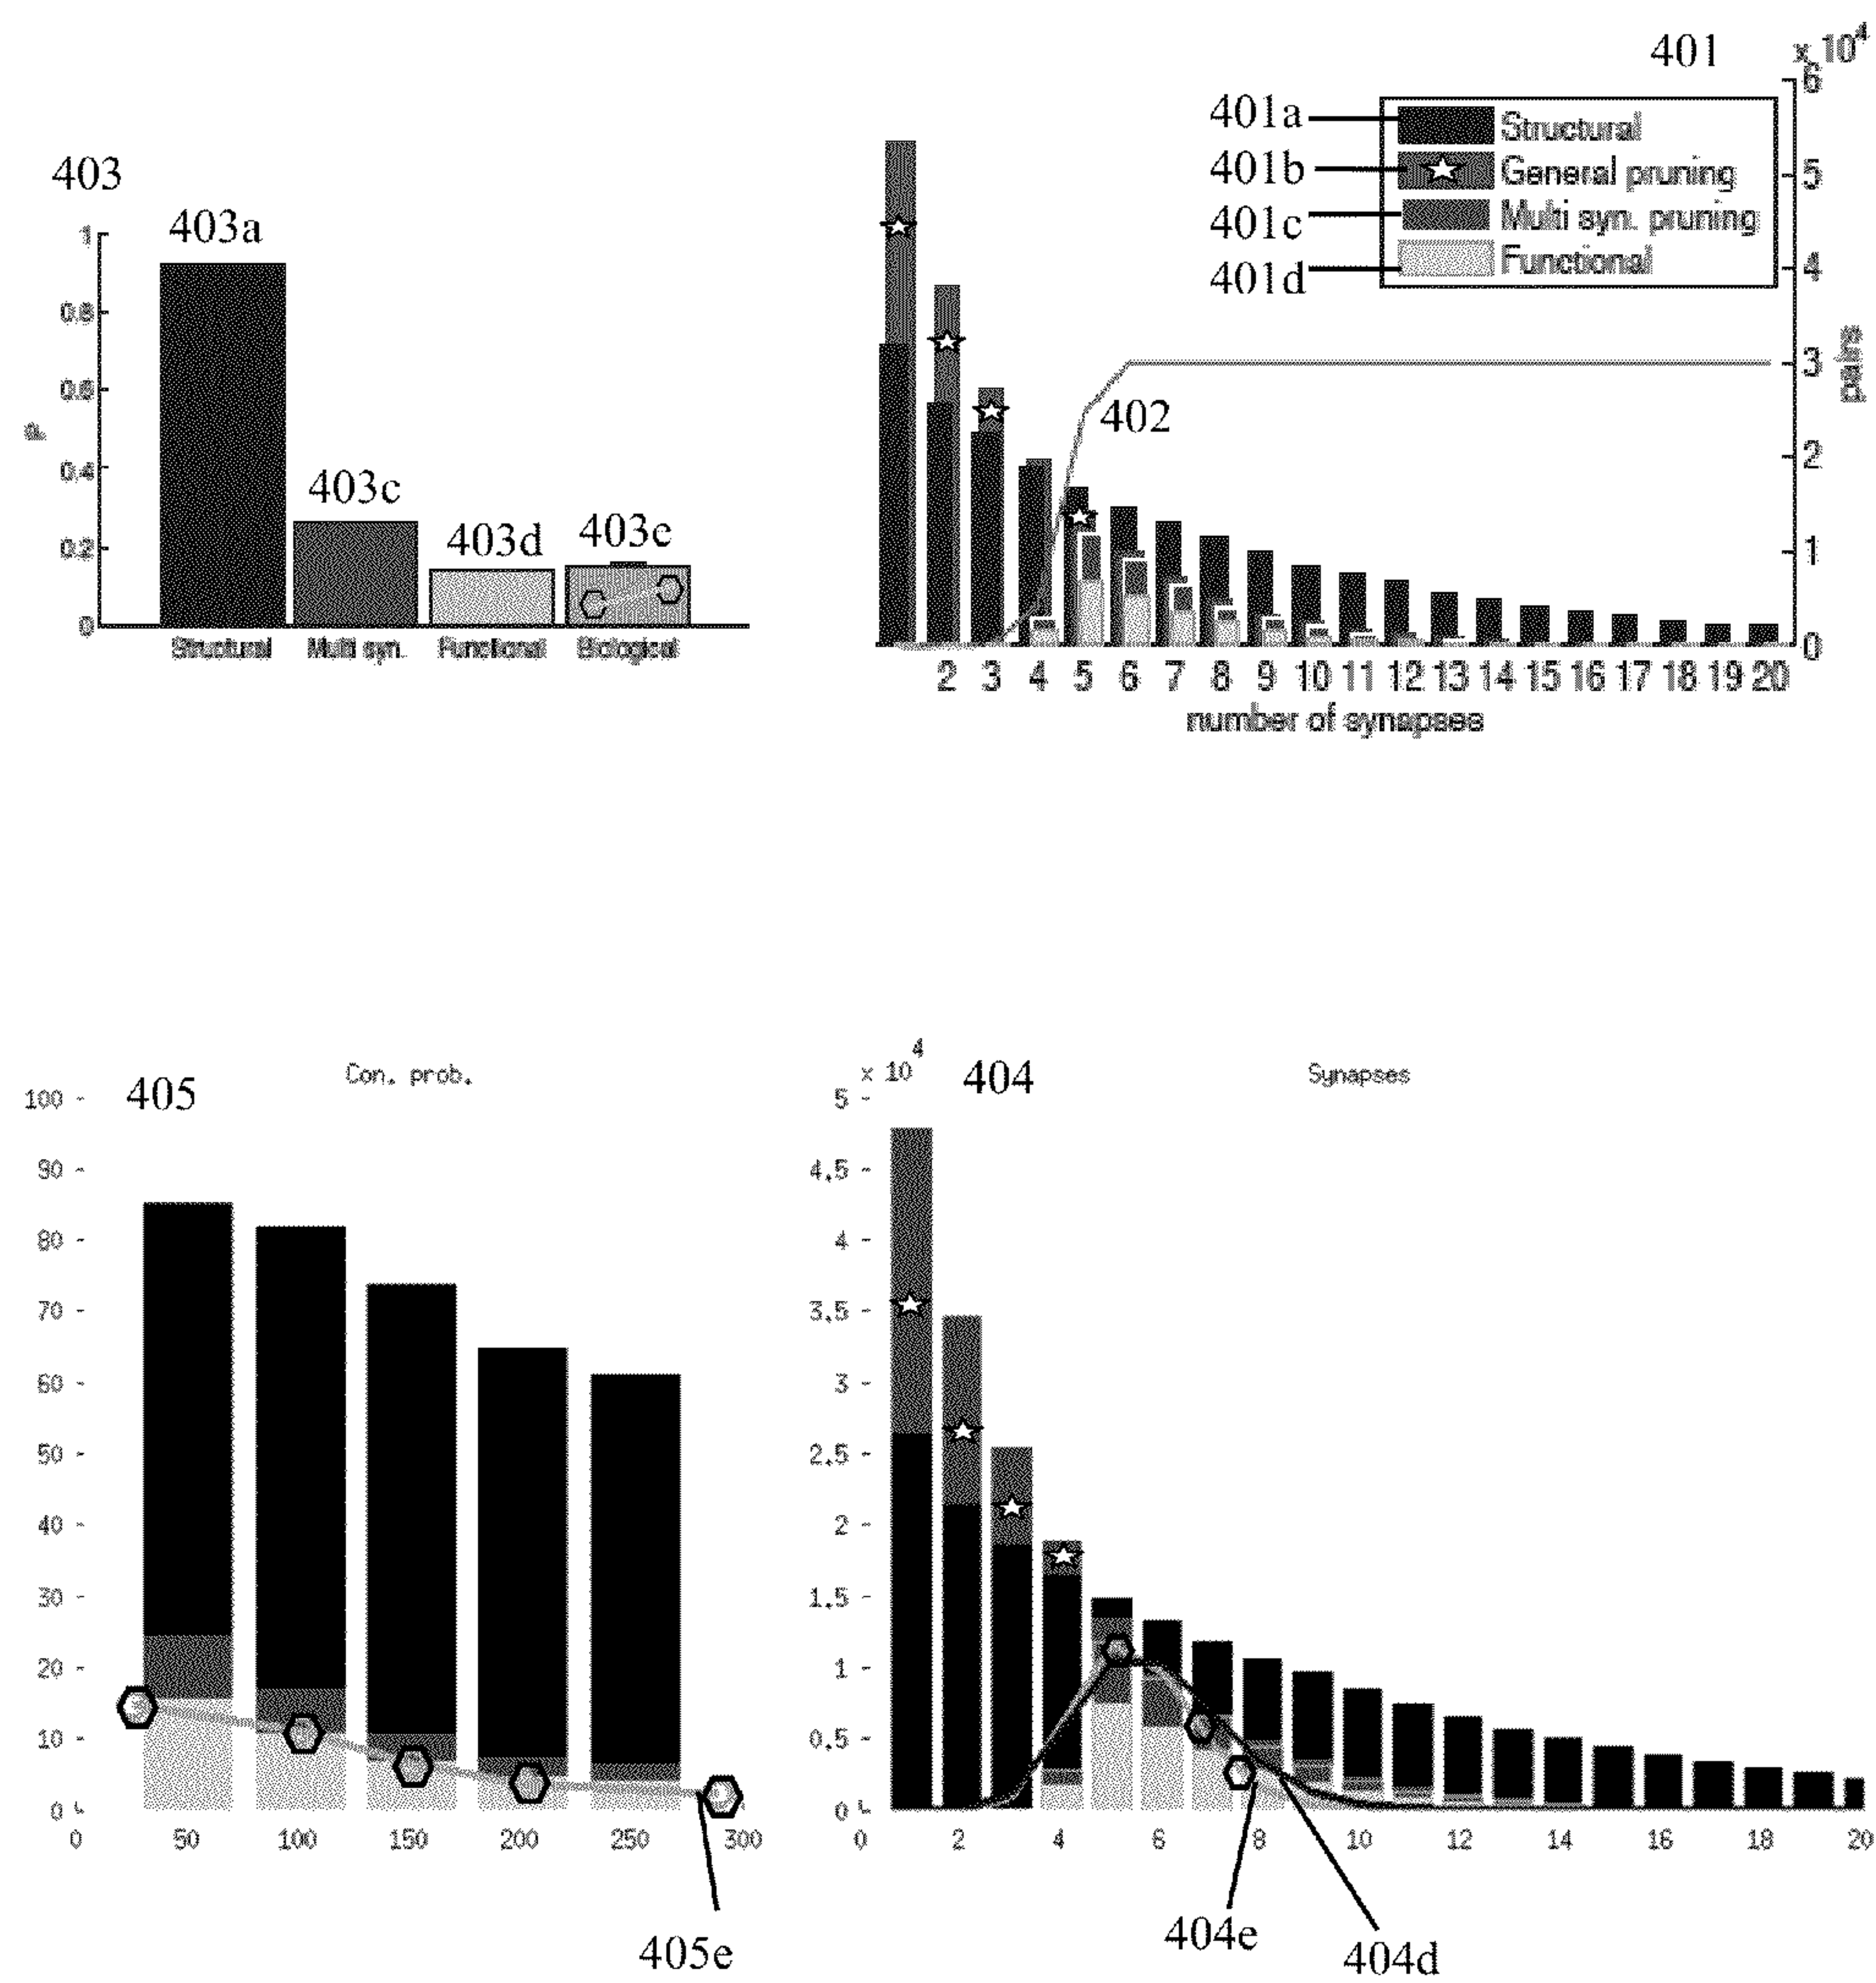 403
403a
403c
403d
403e
1
0.8
0.6
0.4
0.2
0
P
Structural Multi syn. Functional Biological
401
x 10^4
401a Structural
401b General pruning
401c Multi syn. pruning
401d Functional
402
6
5
4
3
2
1
0
pairs
2 3 4 5 6 7 8 9 10 11 12 13 14 15 16 17 18 19 20
number of synapses
405
Con. prob.
100
90
80
70
60
50
40
30
20
10
0
0 50 100 150 200 250 300
405e
x 10^4
404
Synapses
5
4.5
4
3.5
3
2.5
2
1.5
1
0.5
0
0 2 4 6 8 10 12 14 16 18 20
404e
404d